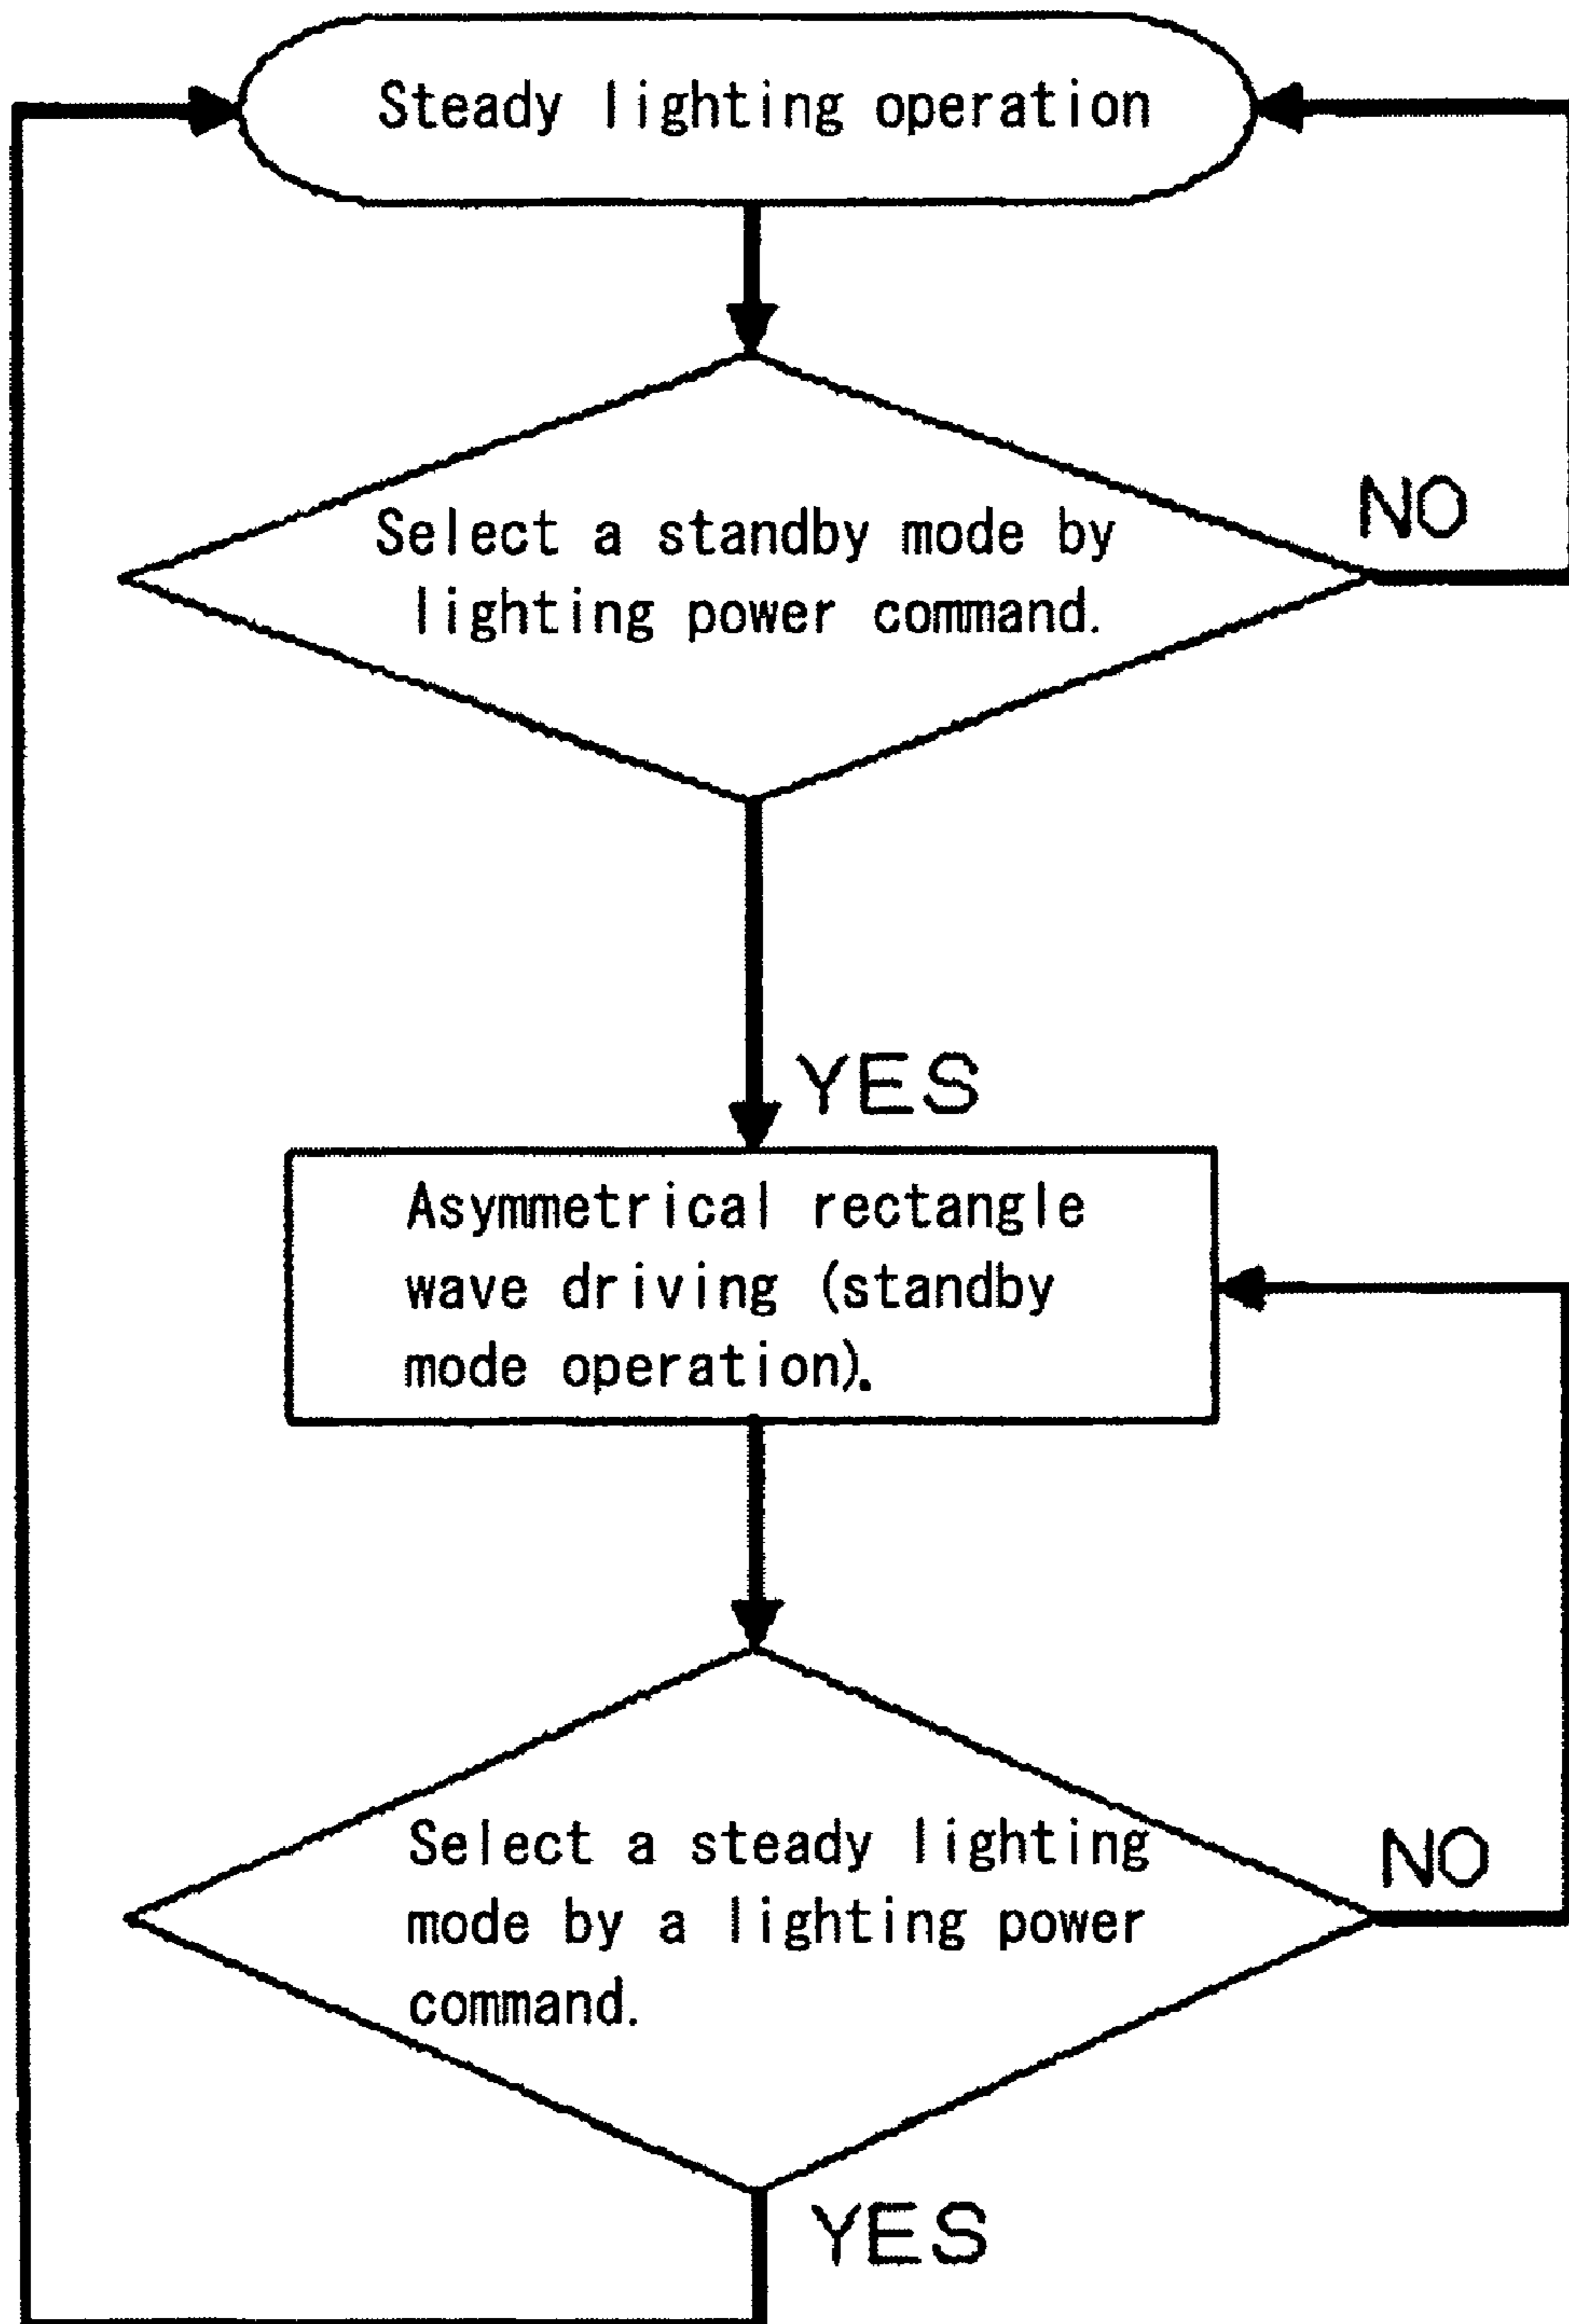 Steady lighting operation
Select a standby mode by
lighting power command.
NO
YES
Asymmetrical rectangle
wave driving (standby
mode operation).
Select a steady lighting
mode by a lighting power
command.
NO
YES